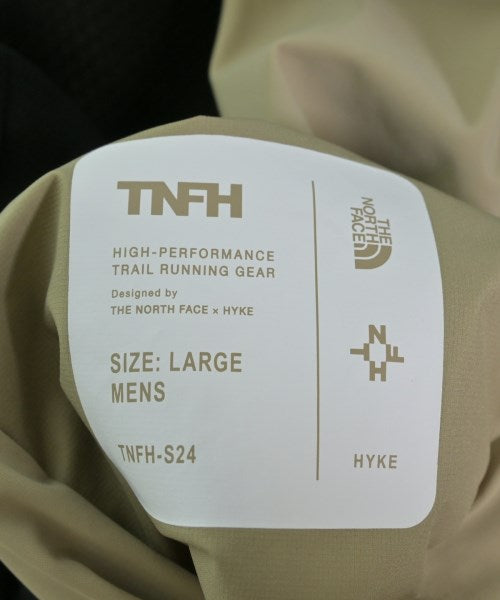 TNFH
HIGH-PERFORMANCE
TRAIL RUNNING GEAR
Designed by
THE NORTH FACE × HYKE
SIZE: LARGE
MENS
TNFH-S24
THE
NORTH
FACE
TNFH
HYKE